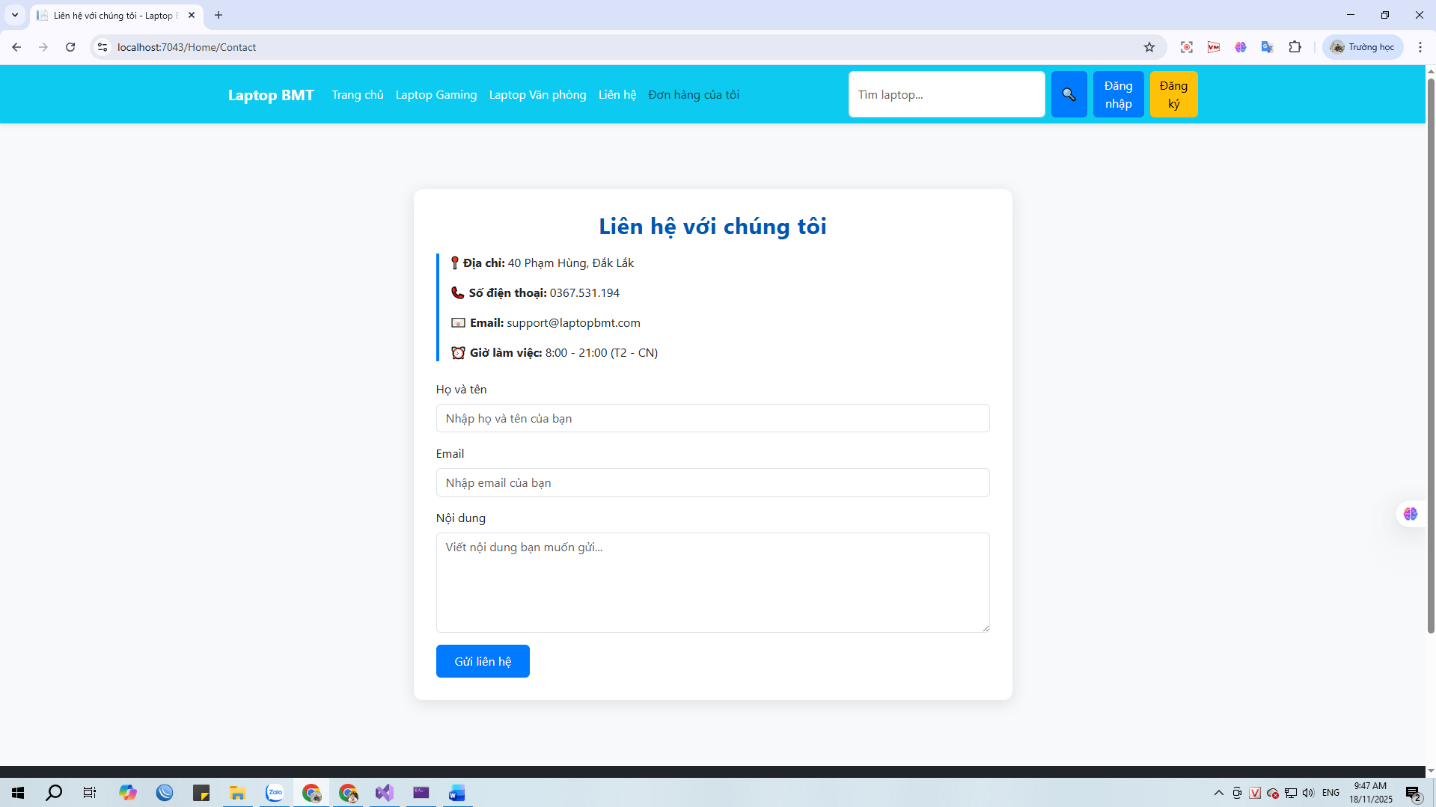 Liên hệ với chúng tôi - Laptop B
localhost:7043/Home/Contact
Trường học
Laptop BMT
Trang chủ
Laptop Gaming
Laptop Văn phòng
Liên hệ
Đơn hàng của tôi
Tìm laptop...
Đăng
nhập
Đăng
ký
Liên hệ với chúng tôi
Địa chỉ: 40 Phạm Hùng, Đắk Lắk
Số điện thoại: 0367.531.194
Email: support@laptopbmt.com
Giờ làm việc: 8:00 - 21:00 (T2 - CN)
Họ và tên
Nhập họ và tên của bạn
Email
Nhập email của bạn
Nội dung
Viết nội dung bạn muốn gửi...
Gửi liên hệ
Zalo
ENG
9:47 AM
18/11/2025
2